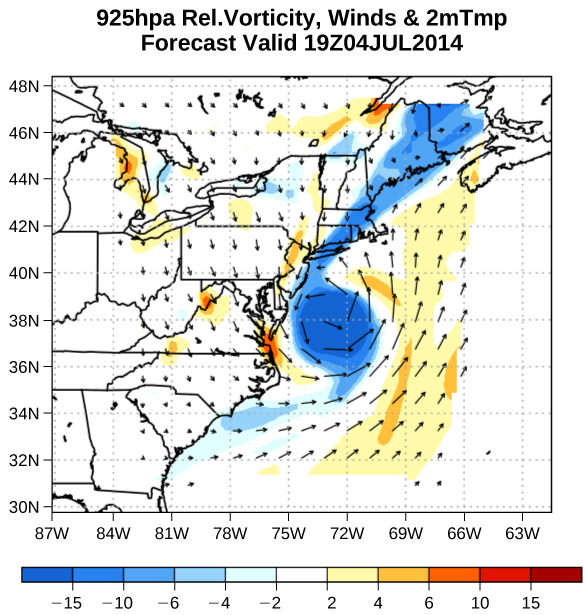 925hpa Rel.Vorticity, Winds & 2mTmp
Forecast Valid 19Z04JUL2014
48N
46N
44N
42N
40N
38N
36N
34N
32N
30N
87W 84W 81W 78W 75W 72W 69W 66W 63W
−15 −10 −6 −4 −2 2 4 6 10 15